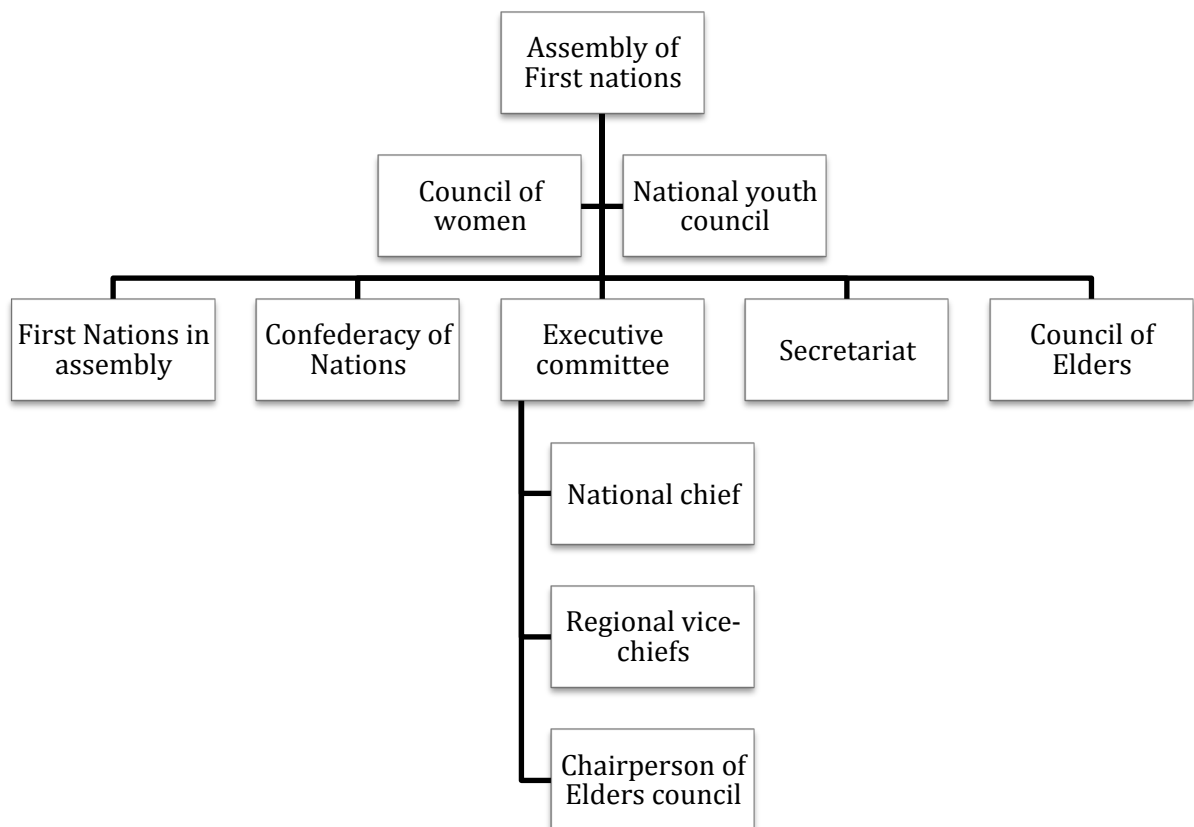 Assembly of
First nations
Council of
women
National youth
council
First Nations in
assembly
Confederacy of
Nations
Executive
committee
Secretariat
Council of
Elders
National chief
Regional vice-
chiefs
Chairperson of
Elders council